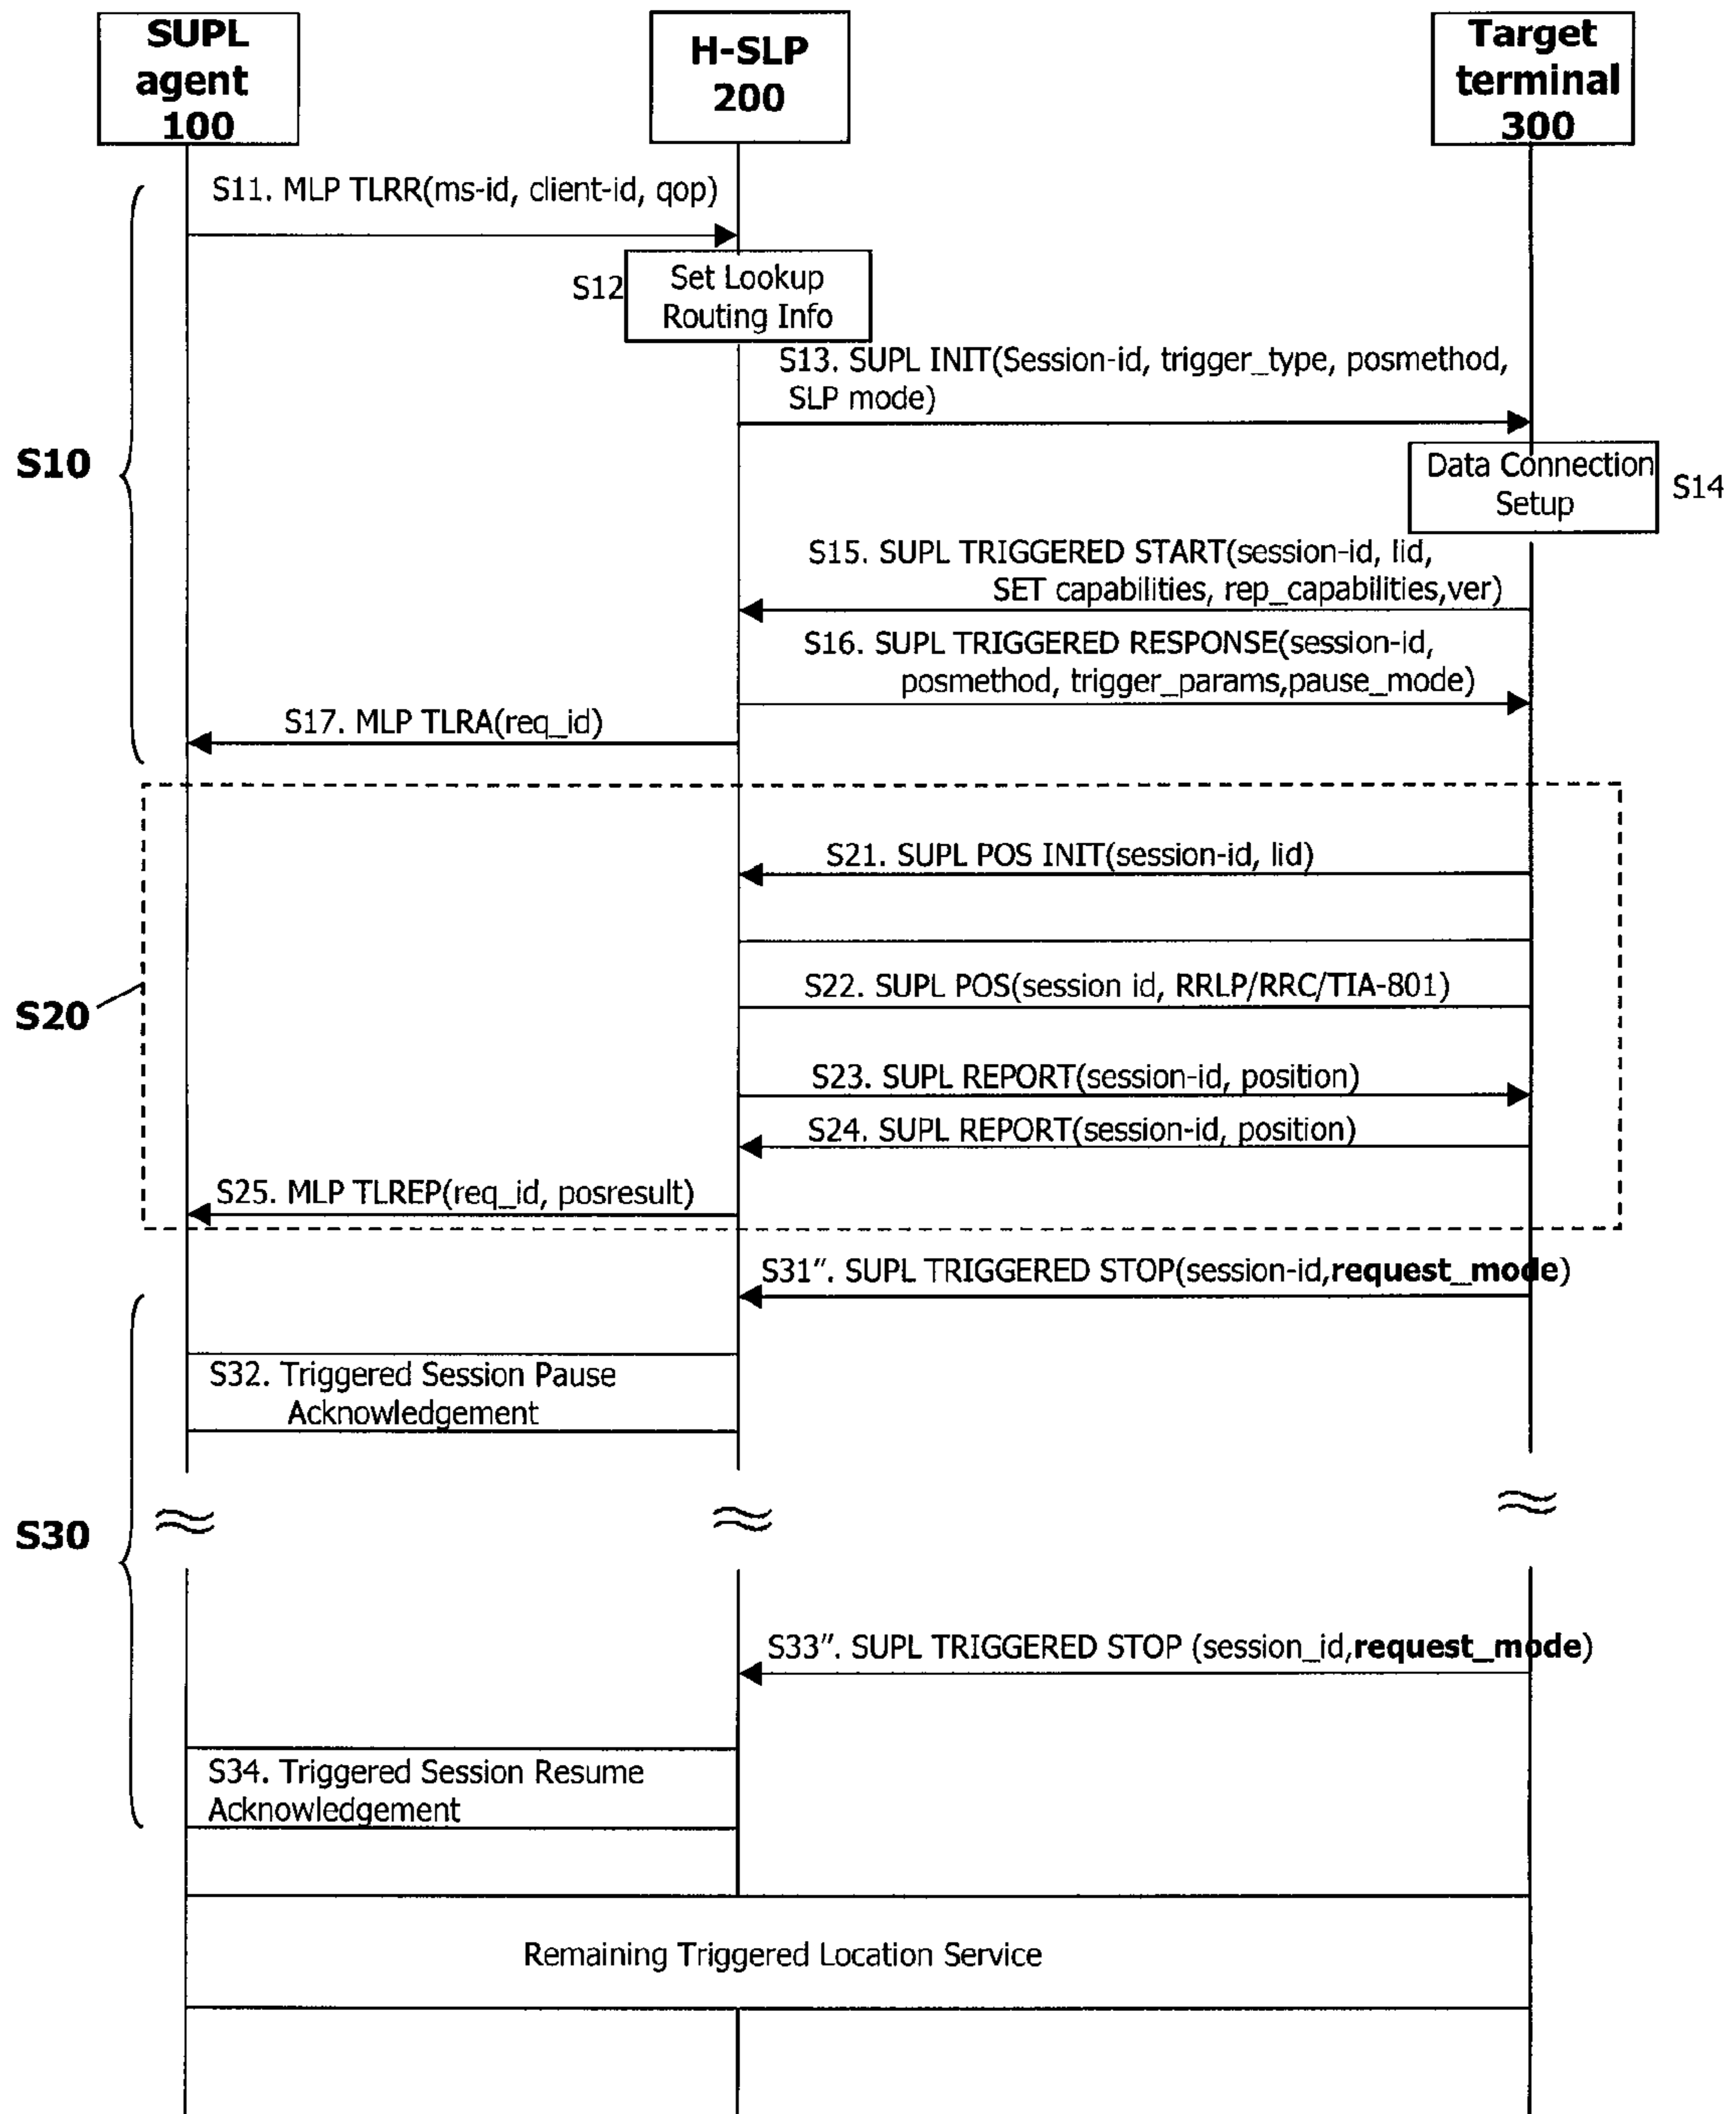 SUPL
agent
100
H-SLP
200
Target
terminal
300
S11. MLP TLRR(ms-id, client-id, qop)
S12
Set Lookup
Routing Info
S13. SUPL INIT(Session-id, trigger_type, posmethod,
SLP mode)
S10
Data Connection
Setup
S14
S15. SUPL TRIGGERED START(session-id, lid,
SET capabilities, rep_capabilities,ver)
S16. SUPL TRIGGERED RESPONSE(session-id,
posmethod, trigger_params,pause_mode)
S17. MLP TLRA(req_id)
S21. SUPL POS INIT(session-id, lid)
S20
S22. SUPL POS(session id, RRLP/RRC/TIA-801)
S23. SUPL REPORT(session-id, position)
S24. SUPL REPORT(session-id, position)
S25. MLP TLREP(req_id, posresult)
S31″. SUPL TRIGGERED STOP(session-id,request_mode)
S32. Triggered Session Pause
Acknowledgement
S30
S33″. SUPL TRIGGERED STOP (session_id,request_mode)
S34. Triggered Session Resume
Acknowledgement
Remaining Triggered Location Service